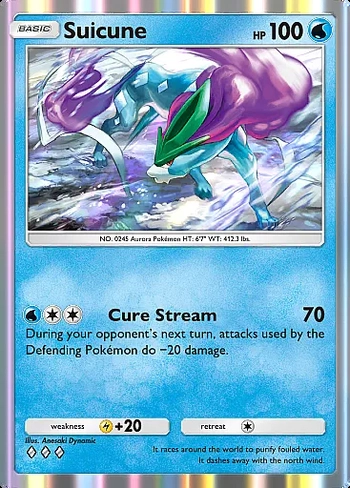 BASIC Suicune HP 100
NO. 0245 Aurora Pokémon HT: 6'7" WT: 412.3 lbs.
Cure Stream 70
During your opponent's next turn, attacks used by the
Defending Pokémon do −20 damage.
weakness +20 retreat
Illus. Anesaki Dynamic
It races around the world to purify fouled water.
It dashes away with the north wind.